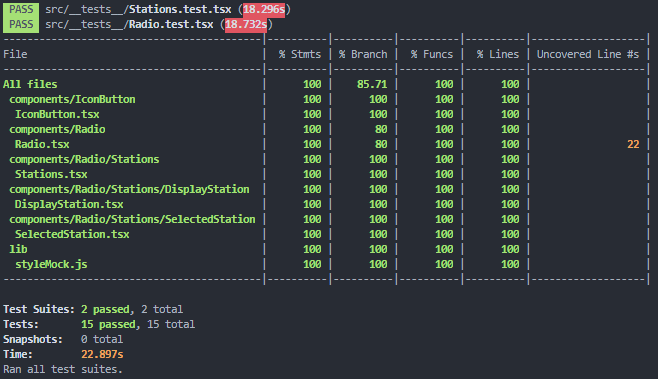 PASS src/__tests__/Stations.test.tsx (18.296s)
PASS src/__tests__/Radio.test.tsx (18.732s)
-----------------------------------------|----------|----------|----------|----------|-------------------|
File                                     |  % Stmts | % Branch |  % Funcs |  % Lines | Uncovered Line #s |
-----------------------------------------|----------|----------|----------|----------|-------------------|
All files                                |      100 |    85.71 |      100 |      100 |                   |
 components/IconButton                   |      100 |      100 |      100 |      100 |                   |
  IconButton.tsx                         |      100 |      100 |      100 |      100 |                   |
 components/Radio                        |      100 |       80 |      100 |      100 |                   |
  Radio.tsx                              |      100 |       80 |      100 |      100 |                22 |
 components/Radio/Stations               |      100 |      100 |      100 |      100 |                   |
  Stations.tsx                           |      100 |      100 |      100 |      100 |                   |
 components/Radio/Stations/DisplayStation |      100 |      100 |      100 |      100 |                   |
  DisplayStation.tsx                     |      100 |      100 |      100 |      100 |                   |
 components/Radio/Stations/SelectedStation |      100 |      100 |      100 |      100 |                   |
  SelectedStation.tsx                    |      100 |      100 |      100 |      100 |                   |
 lib                                     |      100 |      100 |      100 |      100 |                   |
  styleMock.js                           |      100 |      100 |      100 |      100 |                   |
-----------------------------------------|----------|----------|----------|----------|-------------------|
Test Suites: 2 passed, 2 total
Tests:       15 passed, 15 total
Snapshots:   0 total
Time:        22.897s
Ran all test suites.